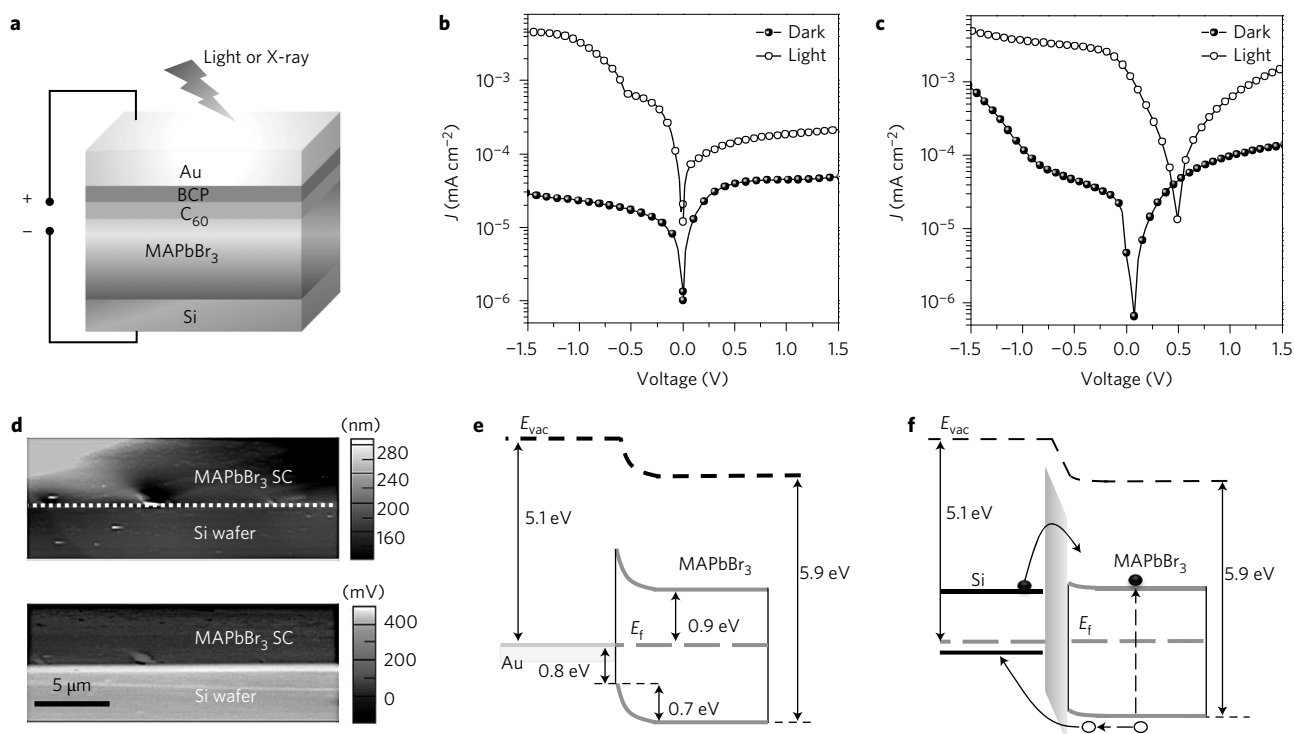 a
Light or X-ray
Au
BCP
C₆₀
MAPbBr₃
Si
+
−
b
Dark
Light
J (mA cm⁻²)
10⁻³
10⁻⁴
10⁻⁵
10⁻⁶
−1.5 −1.0 −0.5 0.0 0.5 1.0 1.5
Voltage (V)
c
Dark
Light
J (mA cm⁻²)
10⁻³
10⁻⁴
10⁻⁵
10⁻⁶
−1.5 −1.0 −0.5 0.0 0.5 1.0 1.5
Voltage (V)
d
(nm)
MAPbBr₃ SC
Si wafer
280
240
200
160
(mV)
MAPbBr₃ SC
Si wafer
5 μm
400
200
0
e
Evac
5.1 eV
MAPbBr₃
5.9 eV
0.9 eV
Ef
Au
0.8 eV
0.7 eV
f
Evac
5.1 eV
Si
MAPbBr₃
5.9 eV
Ef